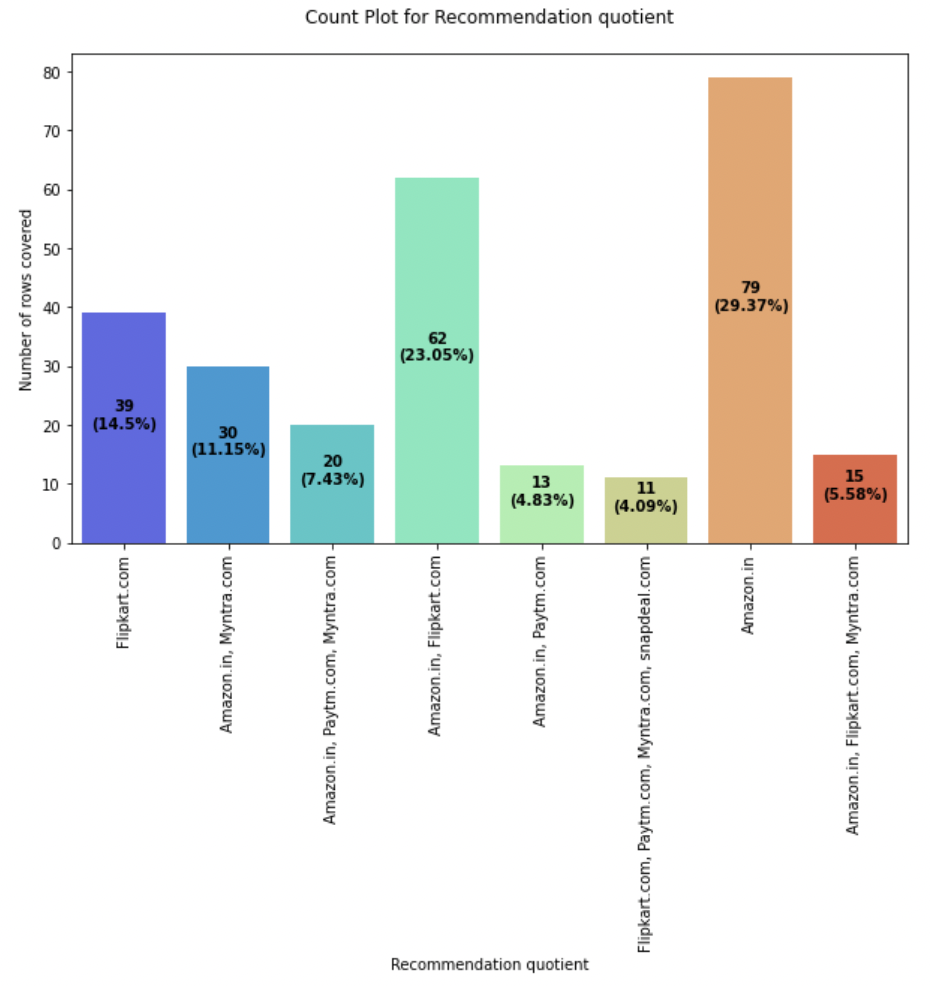 Count Plot for Recommendation quotient
Number of rows covered
80
70
60
50
40
30
20
10
0
39
(14.5%)
30
(11.15%)
20
(7.43%)
62
(23.05%)
13
(4.83%)
11
(4.09%)
79
(29.37%)
15
(5.58%)
Flipkart.com
Amazon.in, Myntra.com
Amazon.in, Paytm.com, Myntra.com
Amazon.in, Flipkart.com
Amazon.in, Paytm.com
Flipkart.com, Paytm.com, Myntra.com, snapdeal.com
Amazon.in
Amazon.in, Flipkart.com, Myntra.com
Recommendation quotient